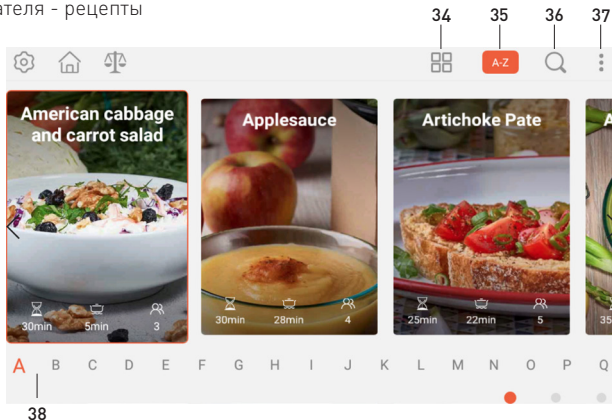 ателя - рецепты
34 35 36 37
A-Z
American cabbage
and carrot salad
Applesauce
Artichoke Pate
A
30min 5min 3
30min 28min 4
25min 22min 5
35
A B C D E F G H I J K L M N O P Q
38